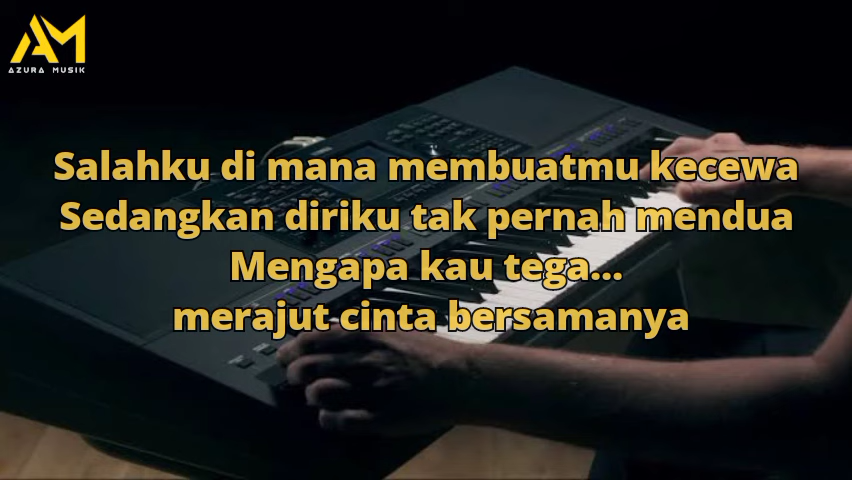 AM
AZURA MUSIK
Salahku di mana membuatmu kecewa
Sedangkan diriku tak pernah mendua
Mengapa kau tega...
merajut cinta bersamanya